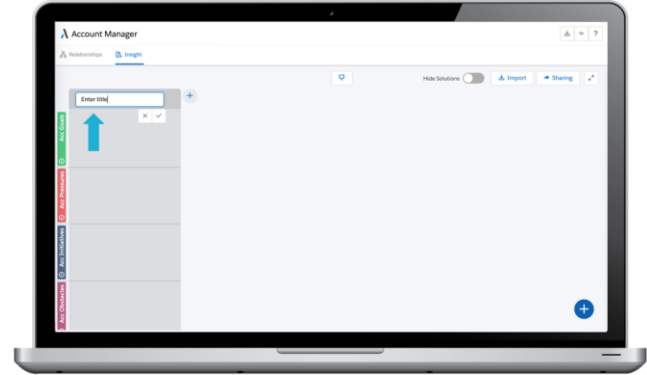 Account Manager
?
Relationships
Insight
Hide Solutions
Import
Sharing
Enter title
Acc Goals
Acc Pressures
Acc Initiatives
Acc Obstacles